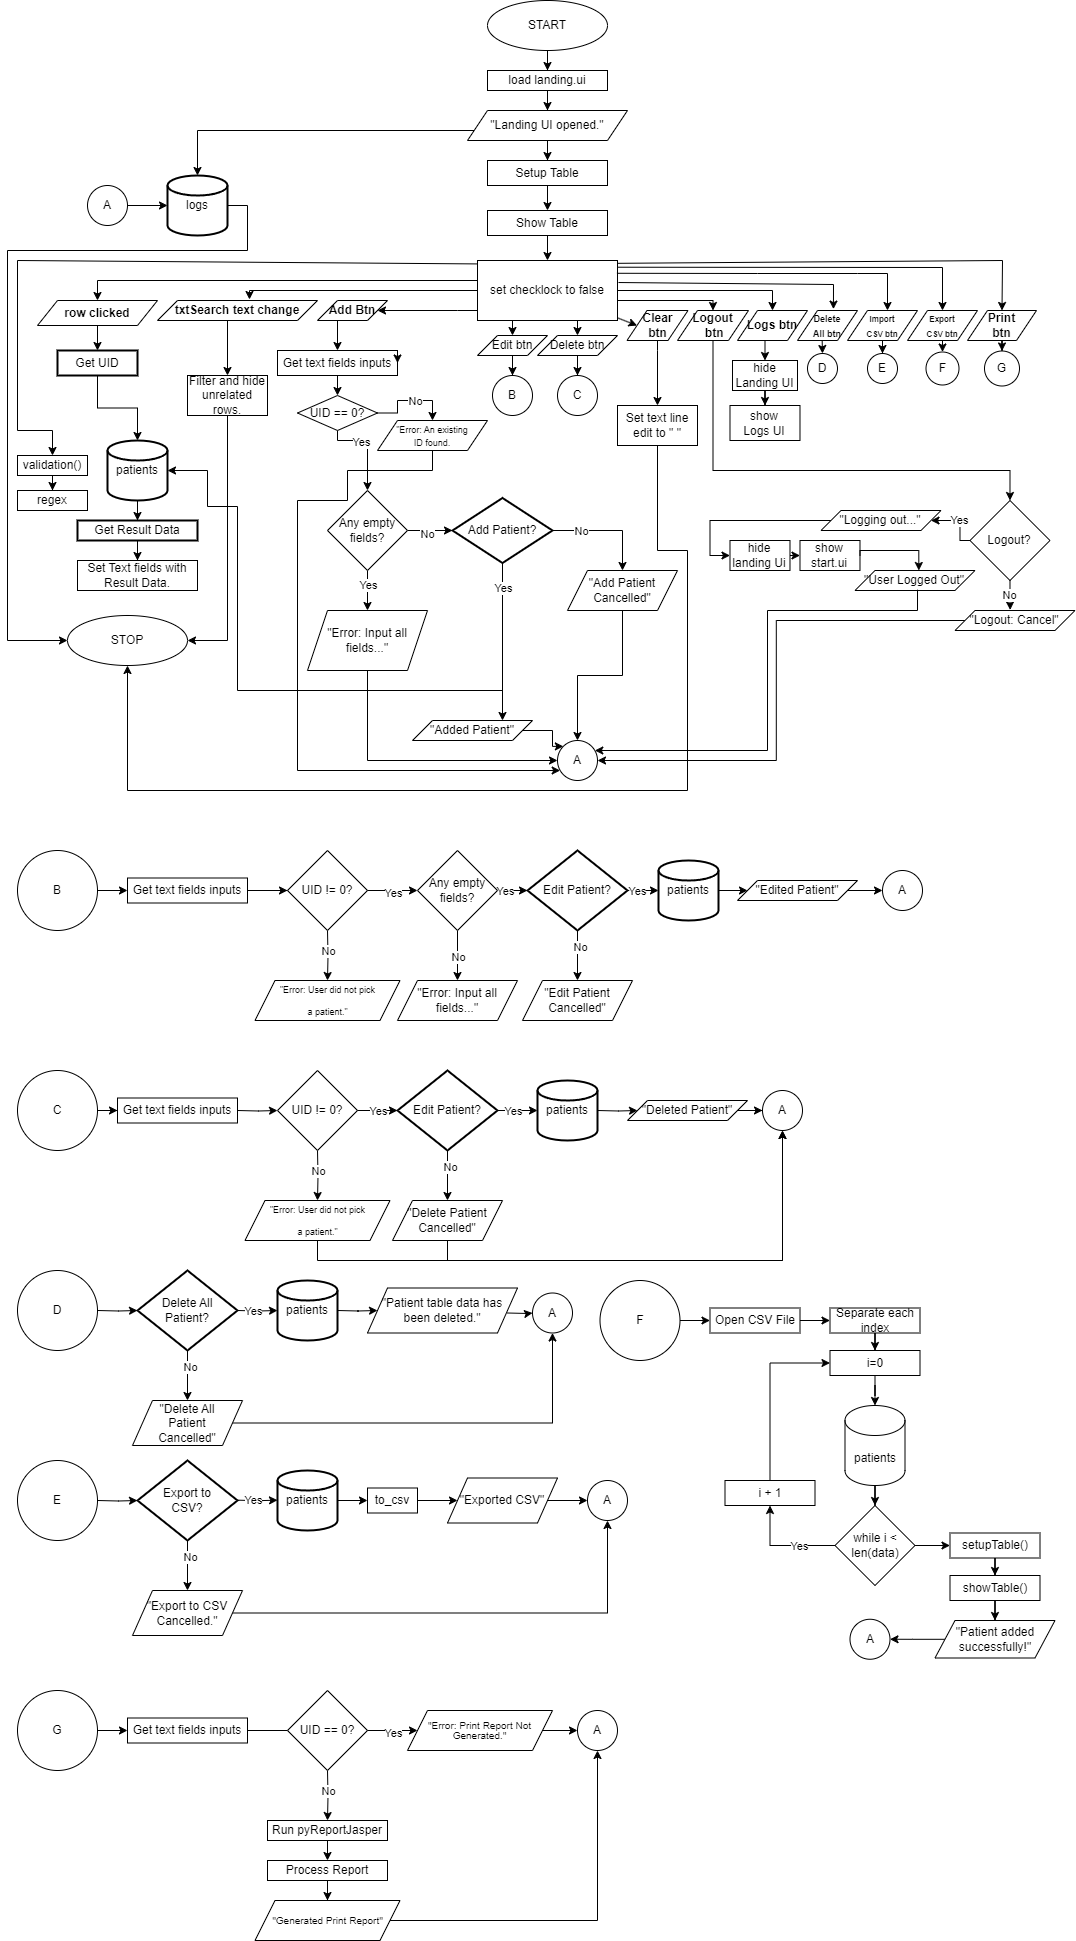 START
load landing.ui
"Landing UI opened."
Setup Table
A
logs
Show Table
set checklock to false
row clicked
txtSearch text change
Add Btn
Clear
btn
Logout
btn
Logs btn
Delete
All btn
Import
CSV btn
Export
CSV btn
Print
btn
Edit btn
Delete btn
Get UID
Get text fields inputs
hide
Landing UI
D
E
F
G
Filter and hide
unrelated
rows.
B
C
UID == 0?
No
"Error: An existing
ID found.
Yes
Set text line
edit to " "
show
Logs UI
validation()
patients
regex
Get Result Data
Any empty
fields?
No
Add Patient?
No
"Logging out..."
Yes
Logout?
hide
landing Ui
show
start.ui
Set Text fields with
Result Data.
Yes
Yes
"Add Patient
Cancelled"
"User Logged Out"
No
"Logout: Cancel"
STOP
"Error: Input all
fields..."
"Added Patient"
A
B
Get text fields inputs
UID != 0?
Yes
Any empty
fields?
Yes
Edit Patient?
Yes
patients
"Edited Patient"
A
No
No
No
"Error: User did not pick
a patient."
"Error: Input all
fields..."
"Edit Patient
Cancelled"
C
Get text fields inputs
UID != 0?
Yes
Edit Patient?
Yes
patients
"Deleted Patient"
A
No
No
"Error: User did not pick
a patient."
"Delete Patient
Cancelled"
D
Delete All
Patient?
Yes
patients
"Patient table data has
been deleted."
A
No
"Delete All
Patient
Cancelled"
F
Open CSV File
Separate each
index
i=0
patients
i + 1
while i <
len(data)
Yes
setupTable()
showTable()
"Patient added
successfully!"
A
E
Export to
CSV?
Yes
patients
to_csv
"Exported CSV"
A
No
"Export to CSV
Cancelled."
G
Get text fields inputs
UID == 0?
Yes
"Error: Print Report Not
Generated."
A
No
Run pyReportJasper
Process Report
"Generated Print Report"